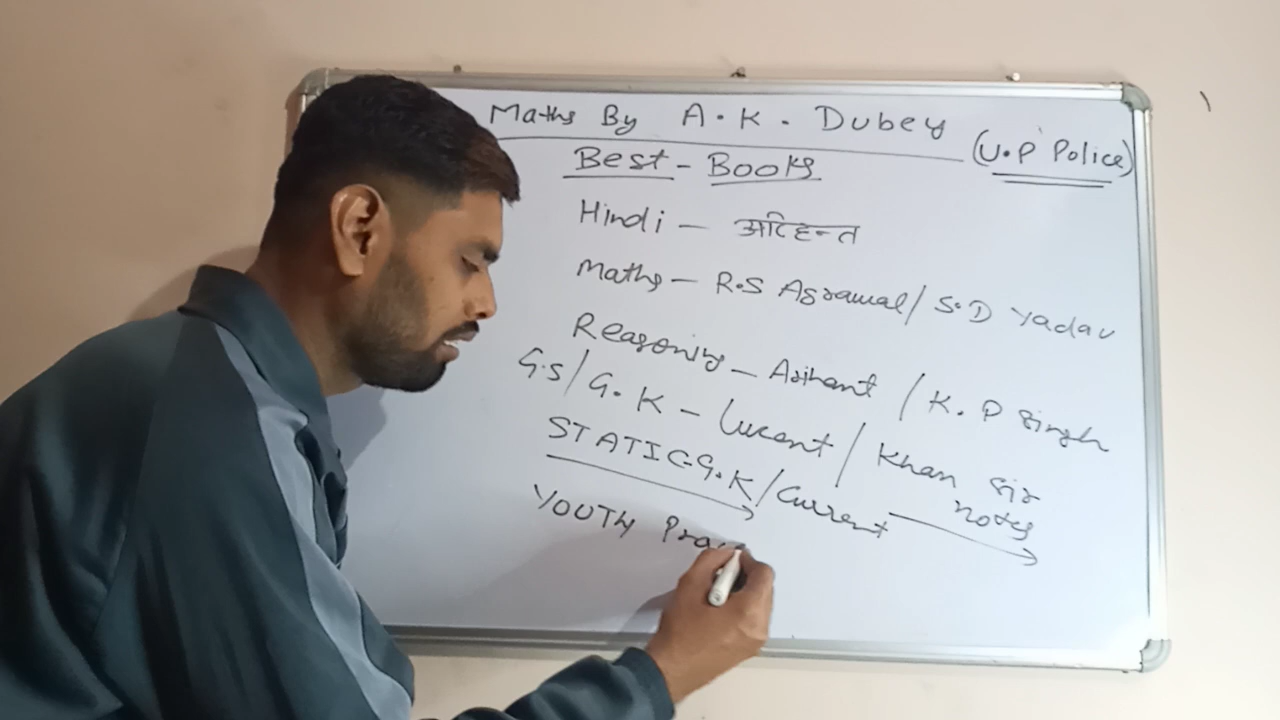 Maths By A.K. Dubey
(U.P Police)
Best - Books
Hindi - अरिहन्त
Maths - R.S Agrawal / S.D Yadav
Reasoning - Arihant / K.P Singh
G.S / G.K - Lucent / Khan Sir notes
STATIC G.K / Current
YOUTH